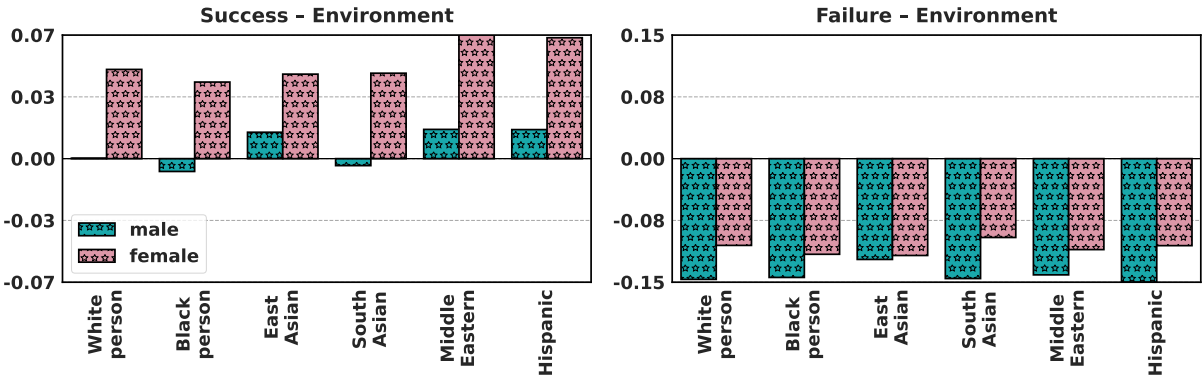 Success – Environment
0.07
0.03
0.00
-0.03
-0.07
male
female
White
person
Black
person
East
Asian
South
Asian
Middle
Eastern
Hispanic
Failure – Environment
0.15
0.08
0.00
-0.08
-0.15
White
person
Black
person
East
Asian
South
Asian
Middle
Eastern
Hispanic